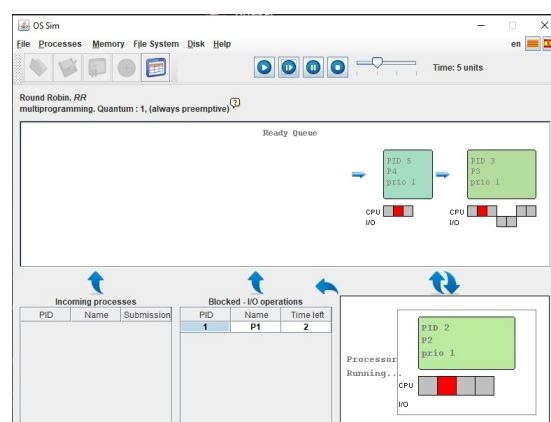 OS Sim
File Processes Memory File System Disk Help
en
Time: 5 units
Round Robin. RR
multiprogramming. Quantum : 1, (always preemptive)
?
Ready Queue
PID 5
P4
prio 1
CPU
I/O
PID 3
P3
prio 1
CPU
I/O
Incoming processes
PID Name Submission
Blocked - I/O operations
PID Name Time left
1 P1 2
PID 2
P2
prio 1
Processor
Running...
CPU
I/O